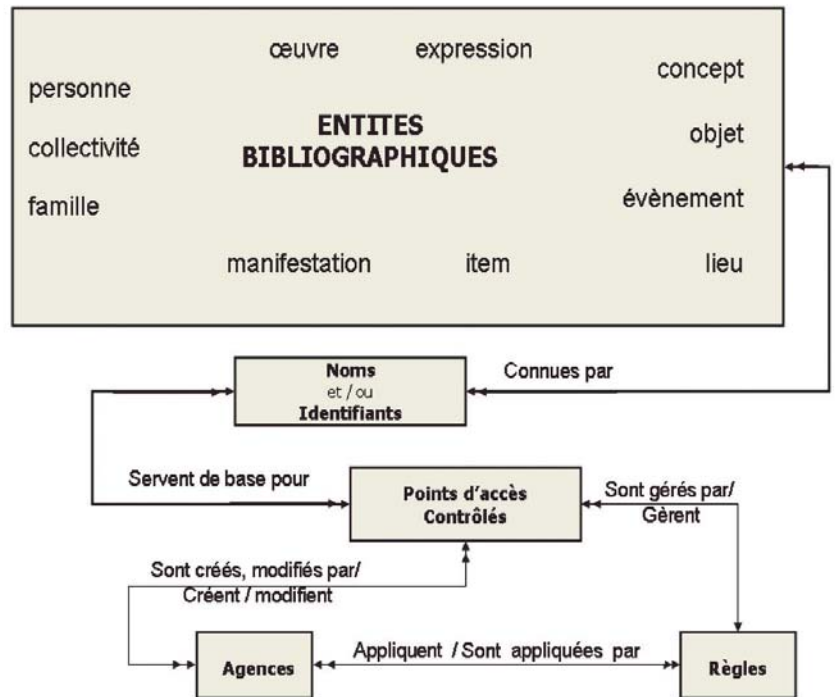 œuvre expression
concept
personne
ENTITES
BIBLIOGRAPHIQUES
objet
collectivité
évènement
famille
manifestation item lieu
Noms
et / ou
Identifiants
Connues par
Servent de base pour
Points d'accès
Contrôlés
Sont gérés par/
Gèrent
Sont créés, modifiés par/
Créent / modifient
Agences
Appliquent / Sont appliquées par
Règles